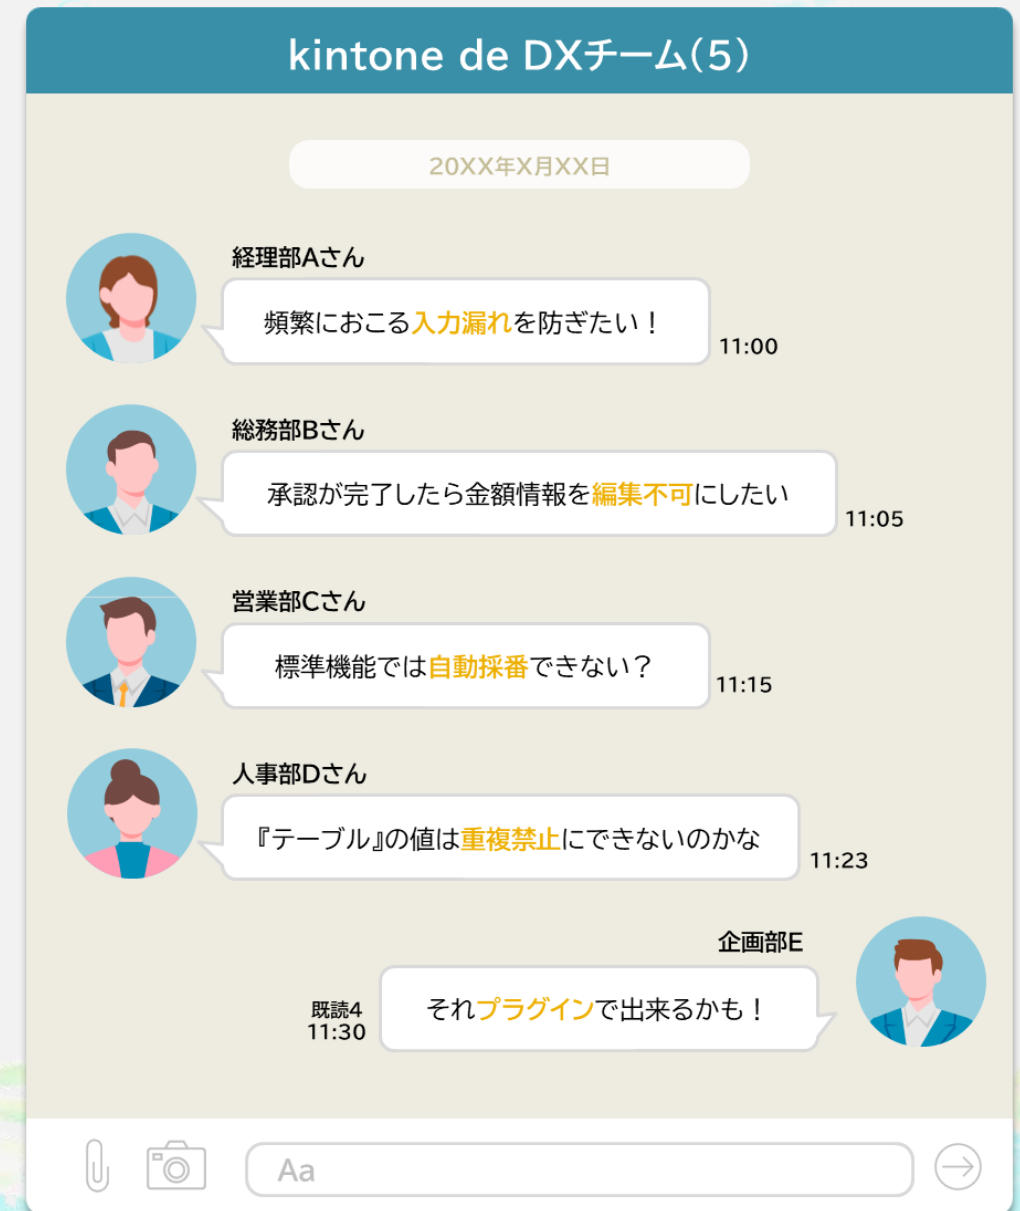 kintone de DXチーム(5)
20XX年X月XX日
経理部Aさん
頻繁におこる入力漏れを防ぎたい！
11:00
総務部Bさん
承認が完了したら金額情報を編集不可にしたい
11:05
営業部Cさん
標準機能では自動採番できない？
11:15
人事部Dさん
『テーブル』の値は重複禁止にできないのかな
11:23
企画部E
それプラグインで出来るかも！
既読4
11:30
Aa